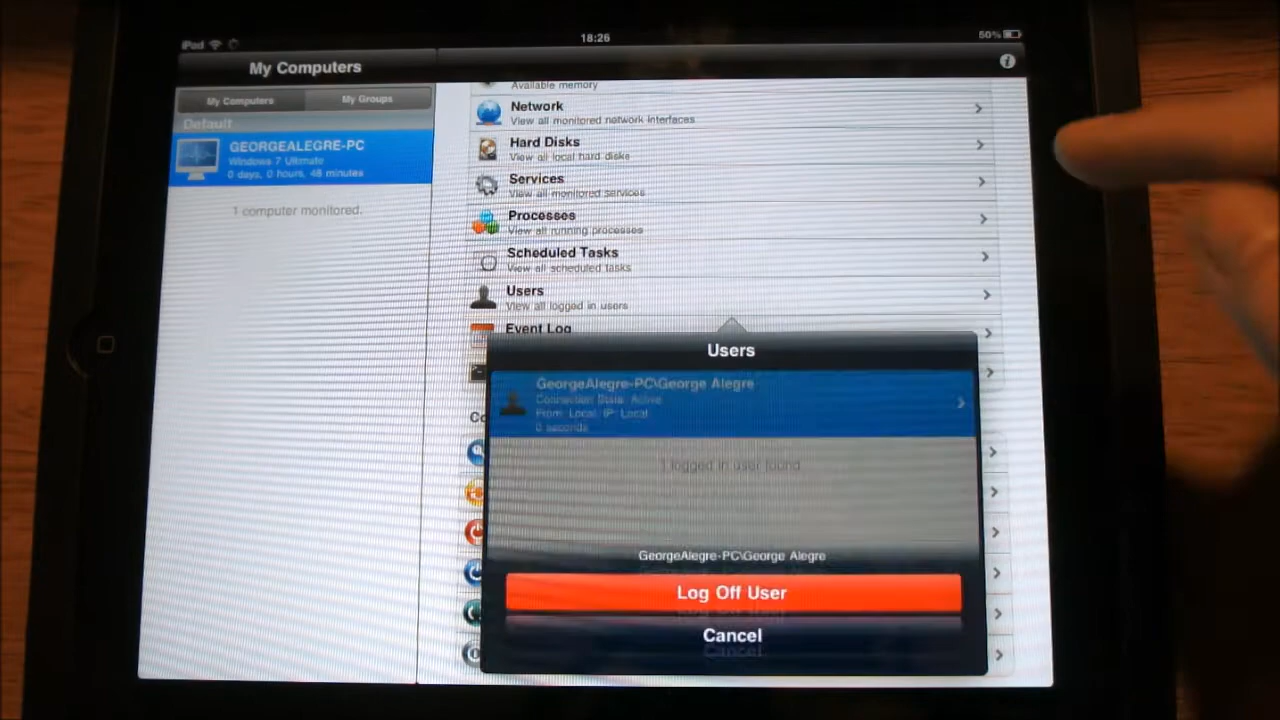 iPod
18:26
50%
My Computers
My Computers
My Groups
Default
GEORGEALEGRE-PC
Windows 7 Ultimate
0 days, 0 hours, 48 minutes
1 computer monitored.
Available memory
Network
View all monitored network interfaces
Hard Disks
View all local hard disks
Services
View all monitored services
Processes
View all running processes
Scheduled Tasks
View all scheduled tasks
Users
View all logged in users
Event Log
Co
Users
GeorgeAlegre-PC\George Alegre
Connection State: Active
From: Local IP: Local
0 seconds
1 logged in user found
GeorgeAlegre-PC\George Alegre
Log Off User
Cancel